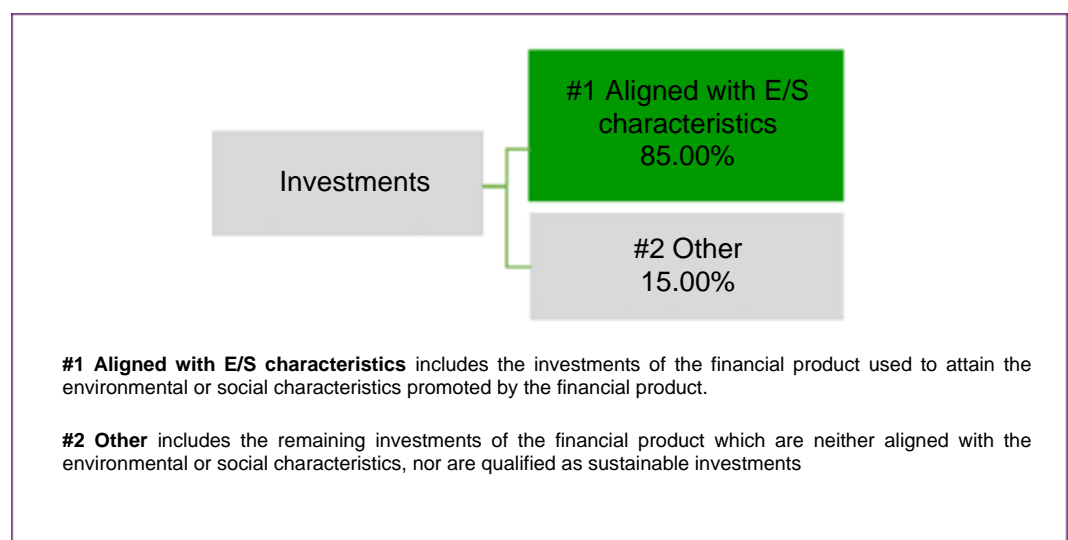 #1 Aligned with E/S
characteristics
85.00%
Investments
#2 Other
15.00%
#1 Aligned with E/S characteristics includes the investments of the financial product used to attain the
environmental or social characteristics promoted by the financial product.
#2 Other includes the remaining investments of the financial product which are neither aligned with the
environmental or social characteristics, nor are qualified as sustainable investments